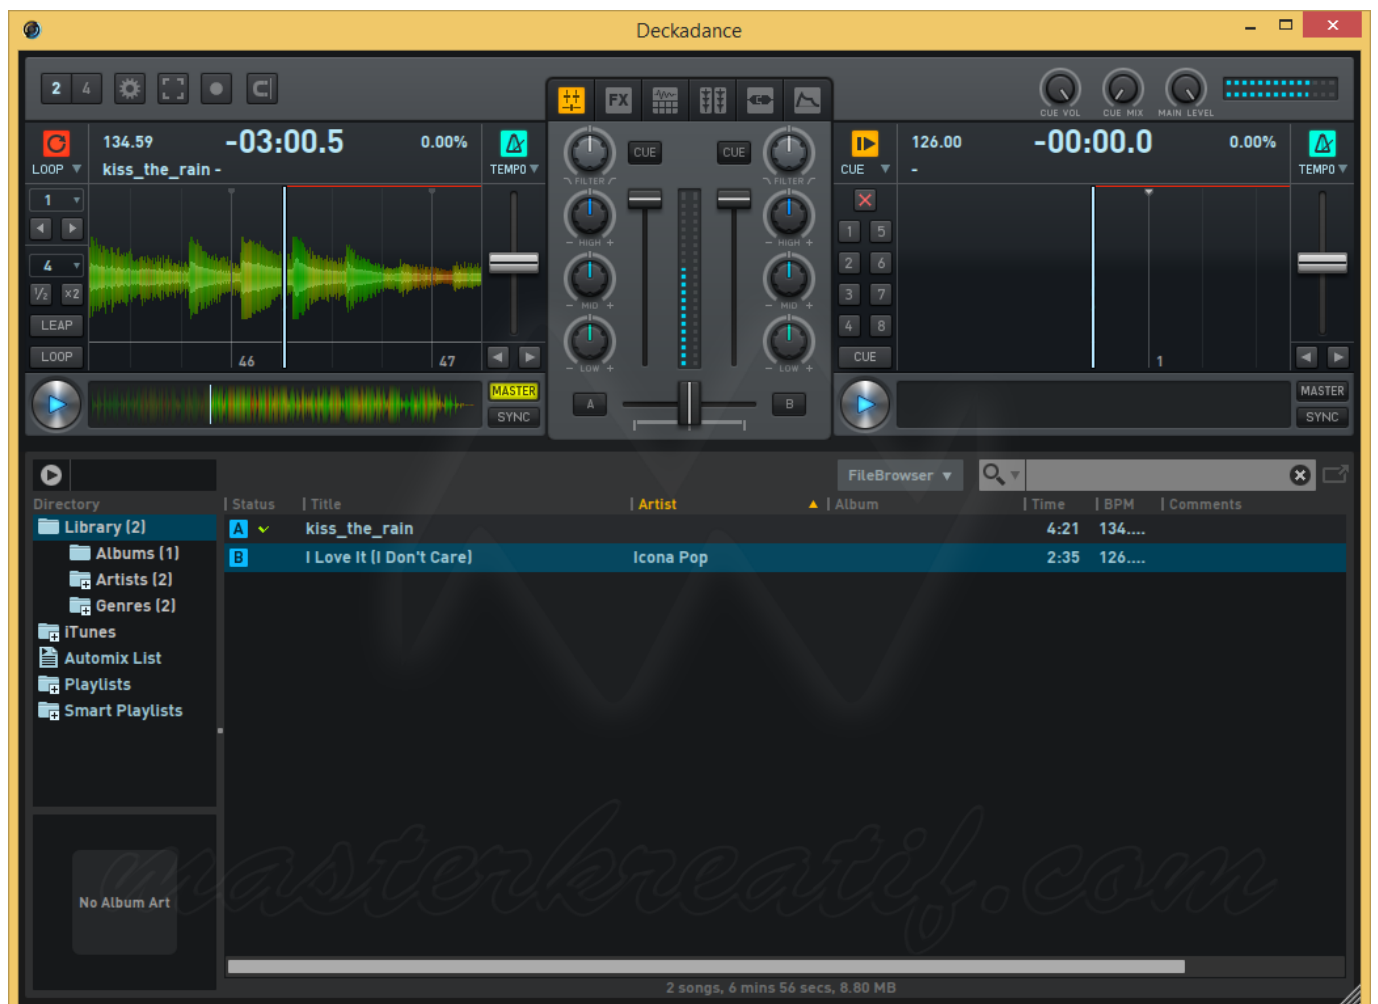 Deckadance
2 4
FX
CUE VOL CUE MIX MAIN LEVEL
134.59 -03:00.5 0.00%
LOOP kiss_the_rain - TEMPO
CUE CUE
FILTER FILTER
126.00 -00:00.0 0.00%
CUE - TEMPO
1
4
1/2 x2
LEAP
LOOP
46 47
- HIGH + - HIGH +
- MID + - MID +
- LOW + - LOW +
1 5
2 6
3 7
4 8
CUE
1
MASTER
SYNC
A B
MASTER
SYNC
FileBrowser
Directory Status Title Artist Album Time BPM Comments
Library (2)
Albums (1)
Artists (2)
Genres (2)
iTunes
Automix List
Playlists
Smart Playlists
A kiss_the_rain 4:21 134....
B I Love It (I Don't Care) Icona Pop 2:35 126....
No Album Art
masterkreatif.com
2 songs, 6 mins 56 secs, 8.80 MB